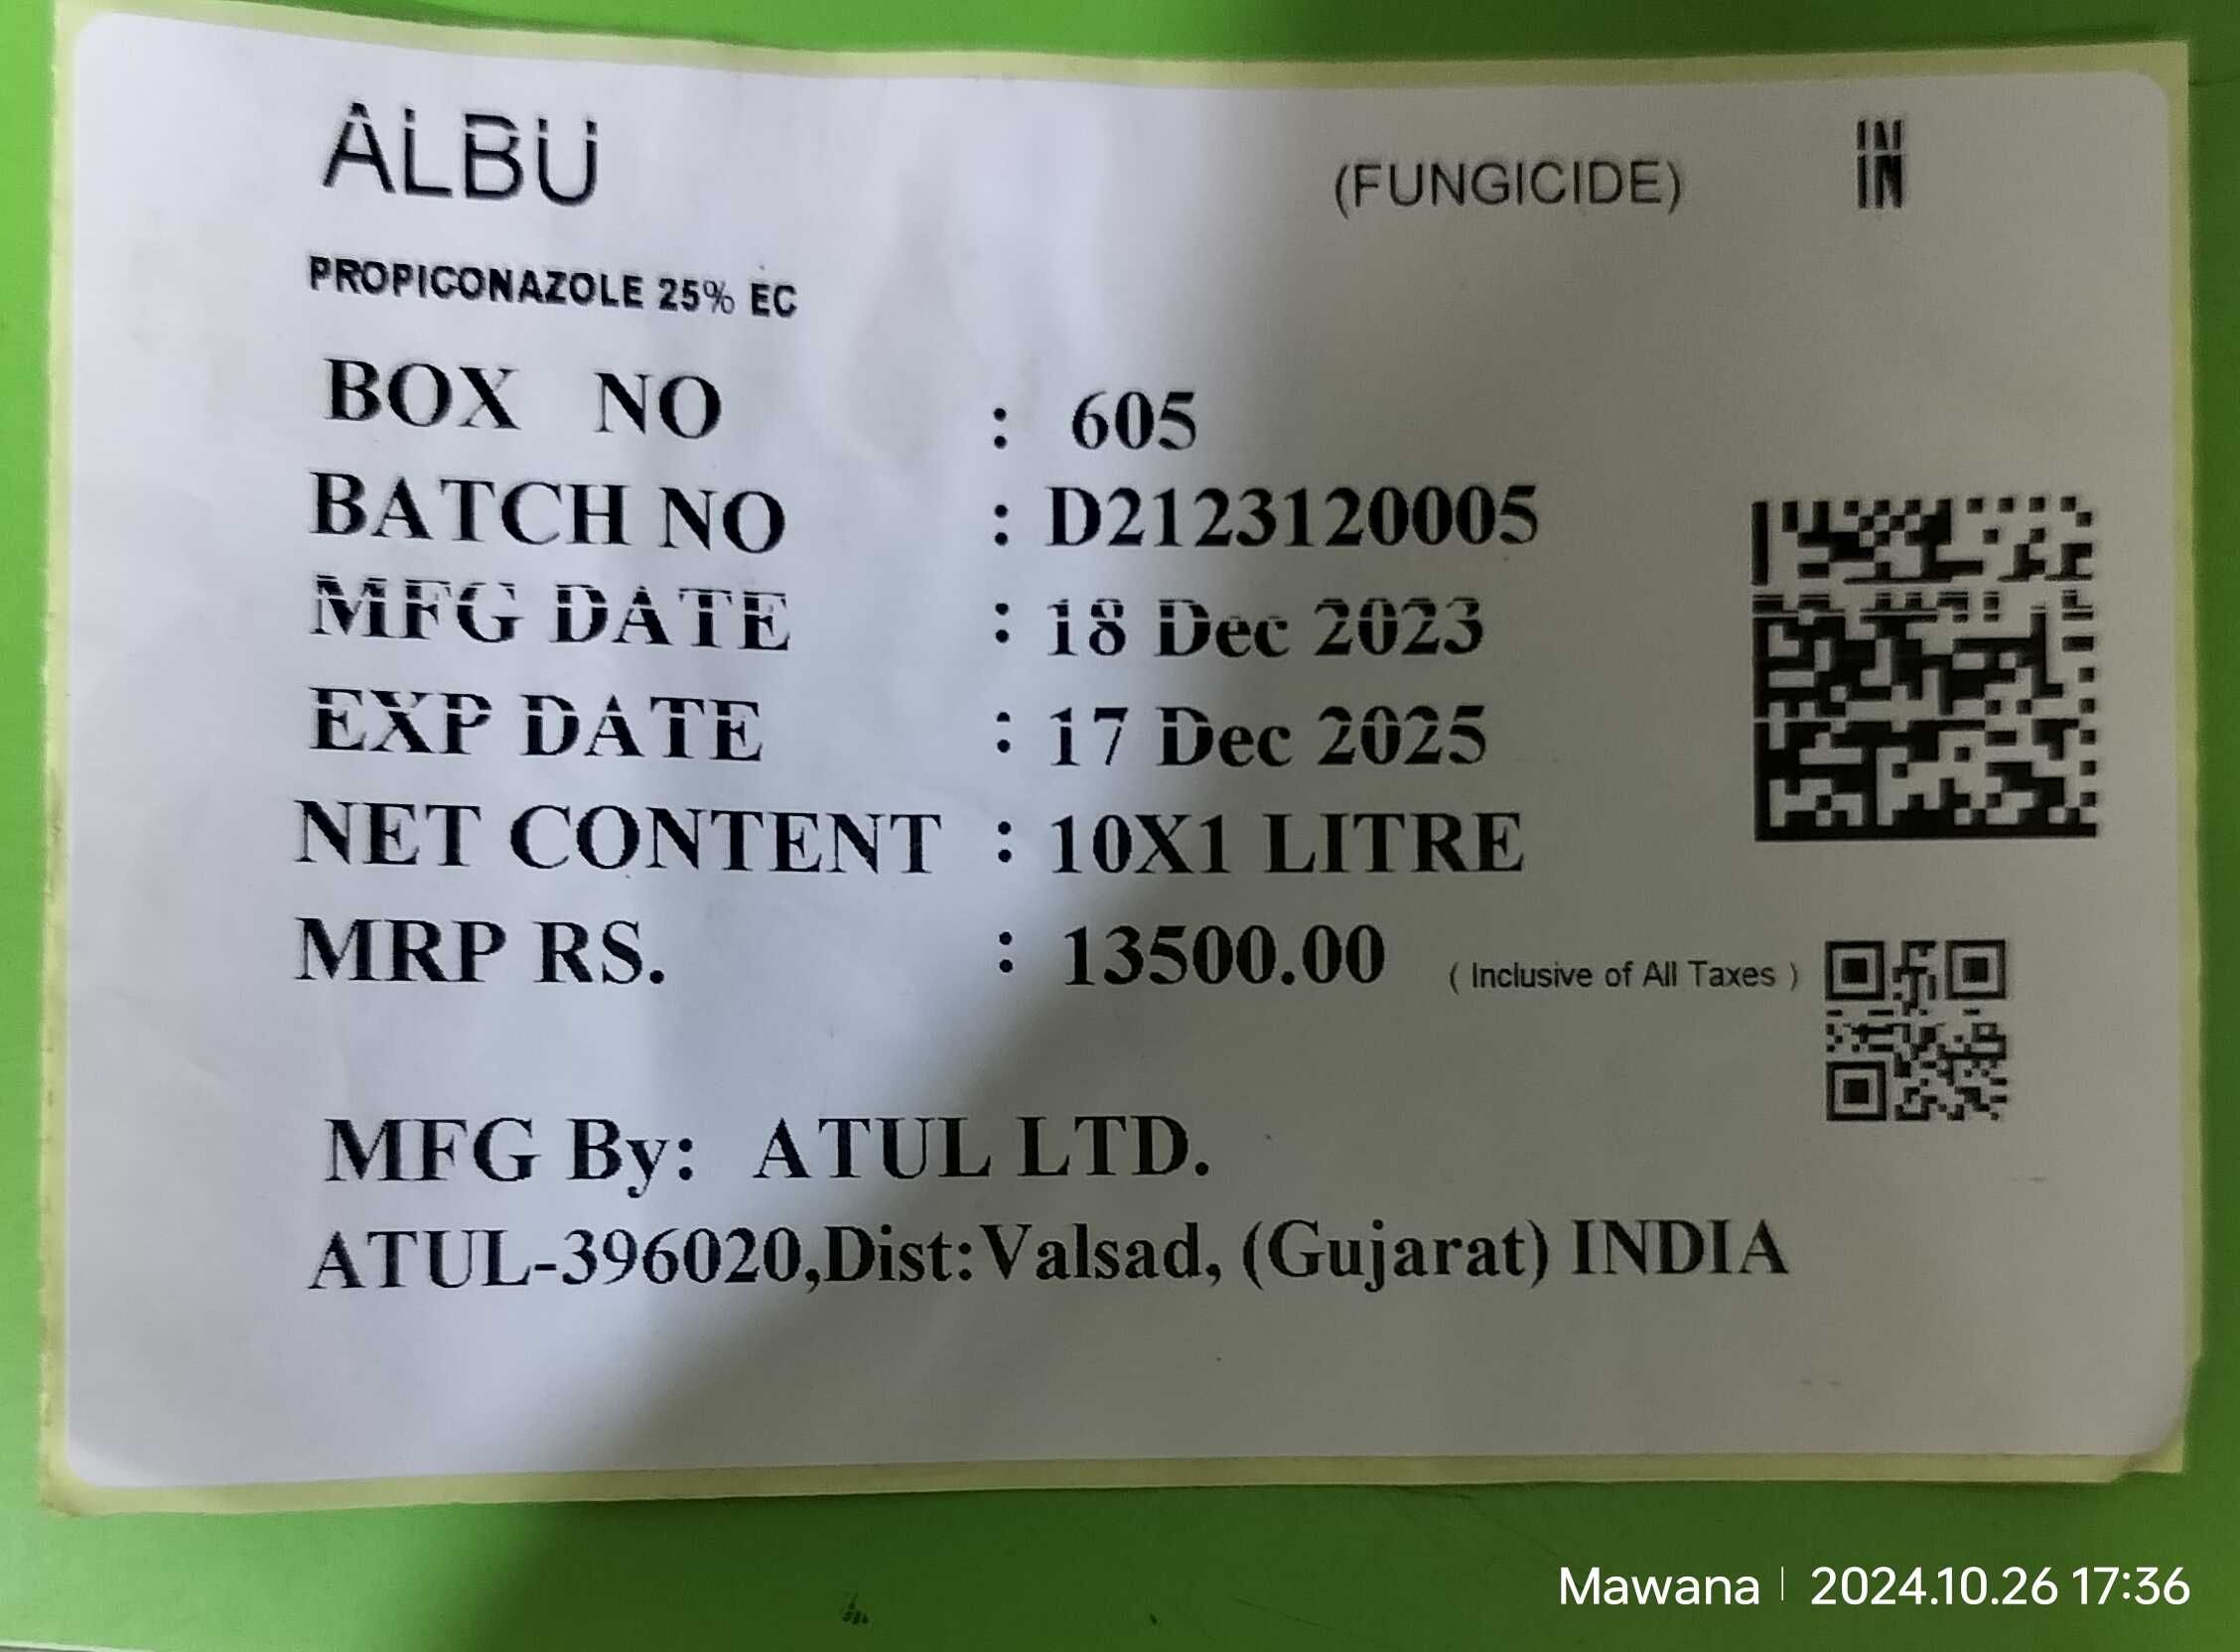 ALBU (FUNGICIDE) IN
PROPICONAZOLE 25% EC
BOX NO : 605
BATCH NO : D2123120005
MFG DATE : 18 Dec 2023
EXP DATE : 17 Dec 2025
NET CONTENT : 10X1 LITRE
MRP RS. : 13500.00 ( Inclusive of All Taxes )
MFG By: ATUL LTD.
ATUL-396020,Dist:Valsad, (Gujarat) INDIA
Mawana | 2024.10.26 17:36